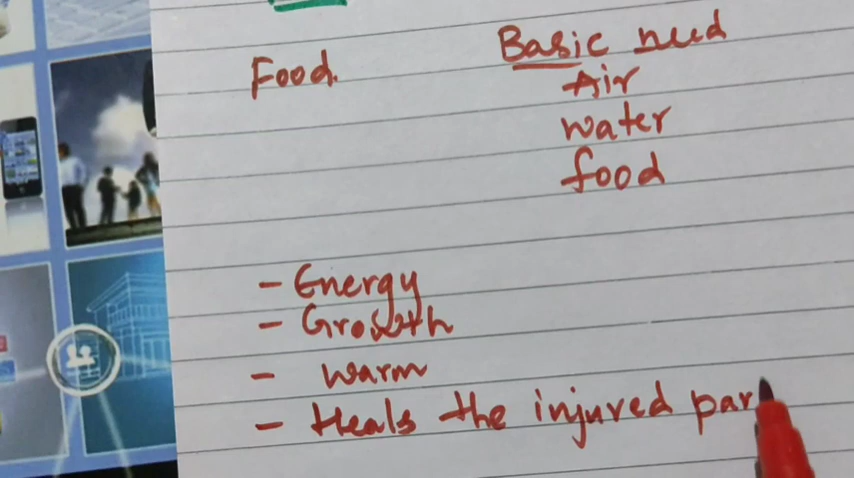 Basic need
Food.
Air
water
food
- Energy
- Growth
- Warm
- Heals the injured par